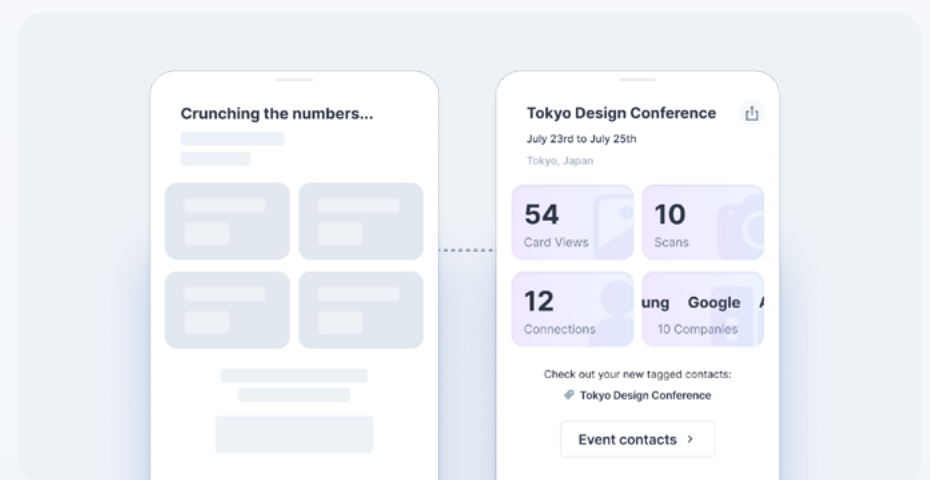 Crunching the numbers...
Tokyo Design Conference
July 23rd to July 25th
Tokyo, Japan
54
Card Views
10
Scans
12
Connections
ung Google A
10 Companies
Check out your new tagged contacts:
Tokyo Design Conference
Event contacts